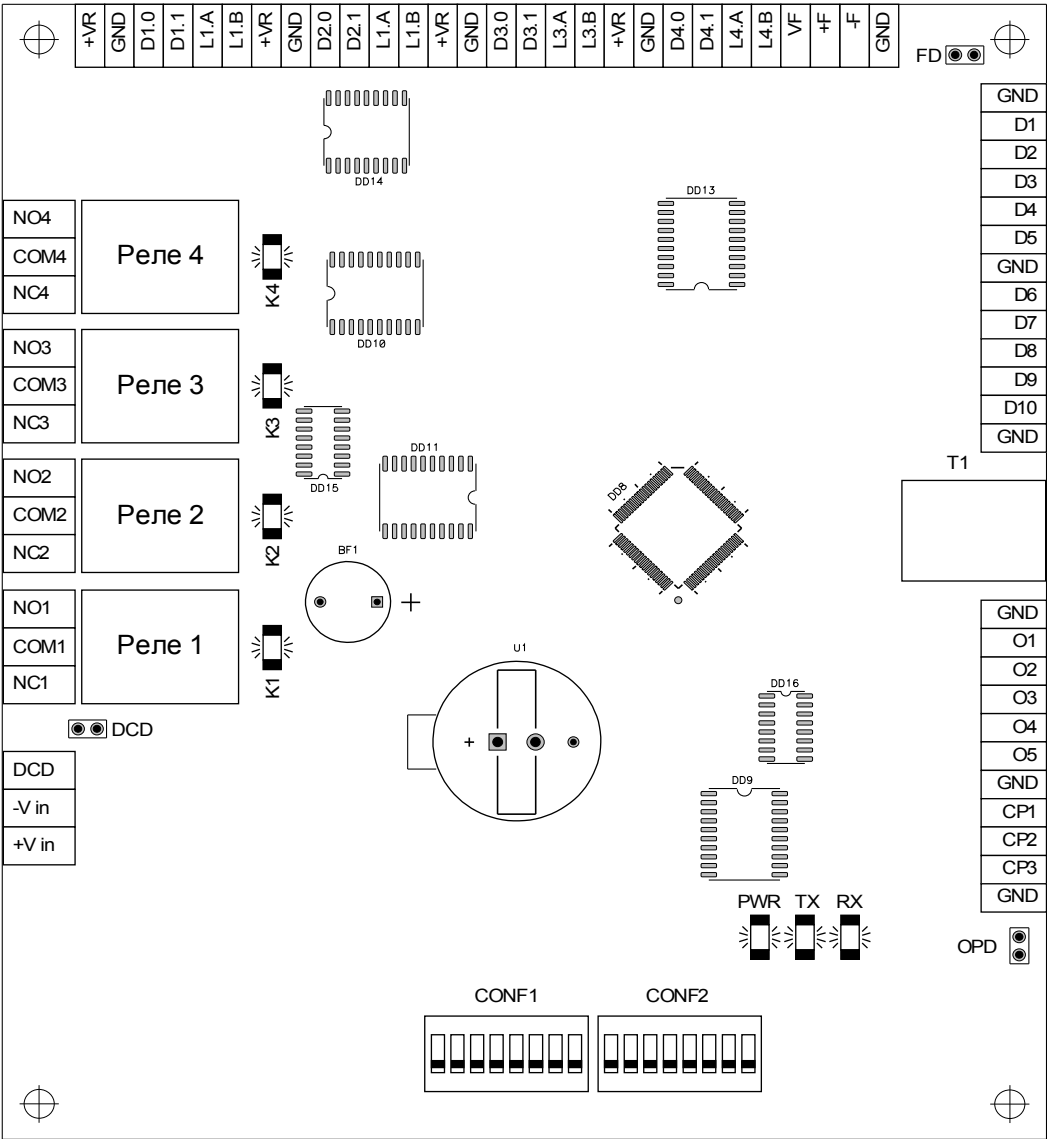 +VR
GND
D1.0
D1.1
L1.A
L1.B
+VR
GND
D2.0
D2.1
L1.A
L1.B
+VR
GND
D3.0
D3.1
L3.A
L3.B
+VR
GND
D4.0
D4.1
L4.A
L4.B
VF
+F
-F
GND
FD
GND
D1
D2
D3
D4
D5
GND
D6
D7
D8
D9
D10
GND
DD14
DD13
NO4
COM4
NC4
Реле 4
K4
DD10
NO3
COM3
NC3
Реле 3
K3
DD15
DD11
DD8
T1
NO2
COM2
NC2
Реле 2
K2
BF1
+
NO1
COM1
NC1
Реле 1
K1
U1
+
DD16
GND
O1
O2
O3
O4
O5
GND
CP1
CP2
CP3
GND
DCD
DCD
-V in
+V in
DD9
PWR TX RX
OPD
CONF1 CONF2